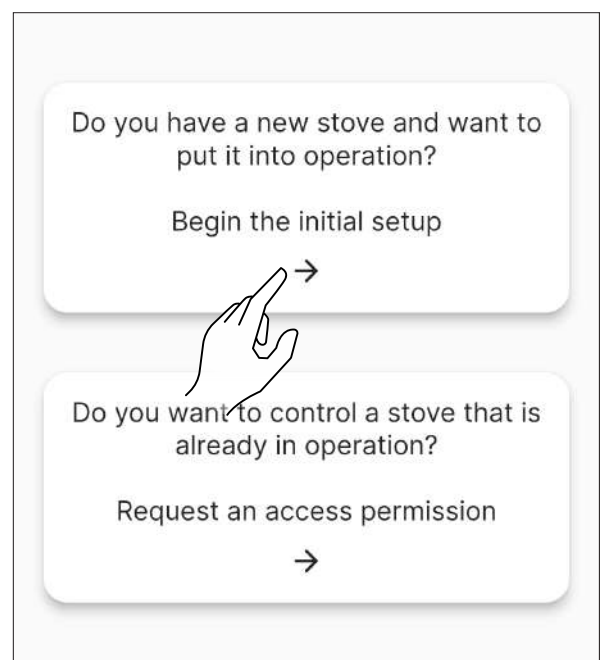 Do you have a new stove and want to
put it into operation?
Begin the initial setup
→
Do you want to control a stove that is
already in operation?
Request an access permission
→